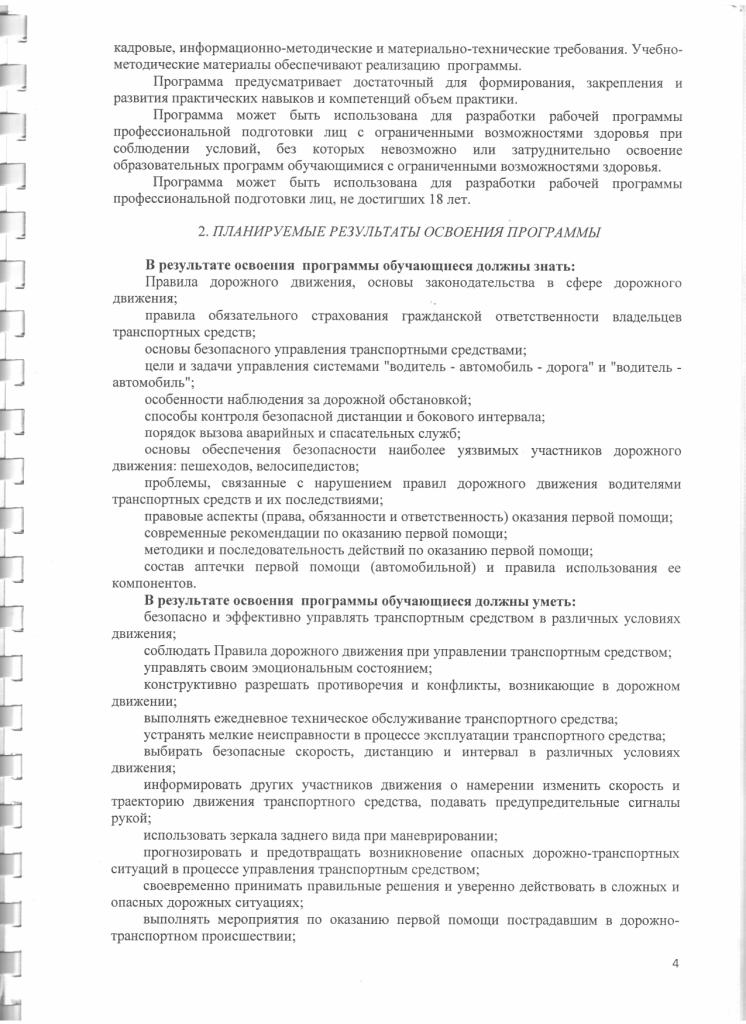 кадровые, информационно-методические и материально-технические требования. Учебно-
методические материалы обеспечивают реализацию программы.
Программа предусматривает достаточный для формирования, закрепления и
развития практических навыков и компетенций объем практики.
Программа может быть использована для разработки рабочей программы
профессиональной подготовки лиц с ограниченными возможностями здоровья при
соблюдении условий, без которых невозможно или затруднительно освоение
образовательных программ обучающимися с ограниченными возможностями здоровья.
Программа может быть использована для разработки рабочей программы
профессиональной подготовки лиц, не достигших 18 лет.
2. ПЛАНИРУЕМЫЕ РЕЗУЛЬТАТЫ ОСВОЕНИЯ ПРОГРАММЫ
В результате освоения программы обучающиеся должны знать:
Правила дорожного движения, основы законодательства в сфере дорожного
движения;
правила обязательного страхования гражданской ответственности владельцев
транспортных средств;
основы безопасного управления транспортными средствами;
цели и задачи управления системами "водитель - автомобиль - дорога" и "водитель -
автомобиль";
особенности наблюдения за дорожной обстановкой;
способы контроля безопасной дистанции и бокового интервала;
порядок вызова аварийных и спасательных служб;
основы обеспечения безопасности наиболее уязвимых участников дорожного
движения: пешеходов, велосипедистов;
проблемы, связанные с нарушением правил дорожного движения водителями
транспортных средств и их последствиями;
правовые аспекты (права, обязанности и ответственность) оказания первой помощи;
современные рекомендации по оказанию первой помощи;
методики и последовательность действий по оказанию первой помощи;
состав аптечки первой помощи (автомобильной) и правила использования ее
компонентов.
В результате освоения программы обучающиеся должны уметь:
безопасно и эффективно управлять транспортным средством в различных условиях
движения;
соблюдать Правила дорожного движения при управлении транспортным средством;
управлять своим эмоциональным состоянием;
конструктивно разрешать противоречия и конфликты, возникающие в дорожном
движении;
выполнять ежедневное техническое обслуживание транспортного средства;
устранять мелкие неисправности в процессе эксплуатации транспортного средства;
выбирать безопасные скорость, дистанцию и интервал в различных условиях
движения;
информировать других участников движения о намерении изменить скорость и
траекторию движения транспортного средства, подавать предупредительные сигналы
рукой;
использовать зеркала заднего вида при маневрировании;
прогнозировать и предотвращать возникновение опасных дорожно-транспортных
ситуаций в процессе управления транспортным средством;
своевременно принимать правильные решения и уверенно действовать в сложных и
опасных дорожных ситуациях;
выполнять мероприятия по оказанию первой помощи пострадавшим в дорожно-
транспортном происшествии;
4